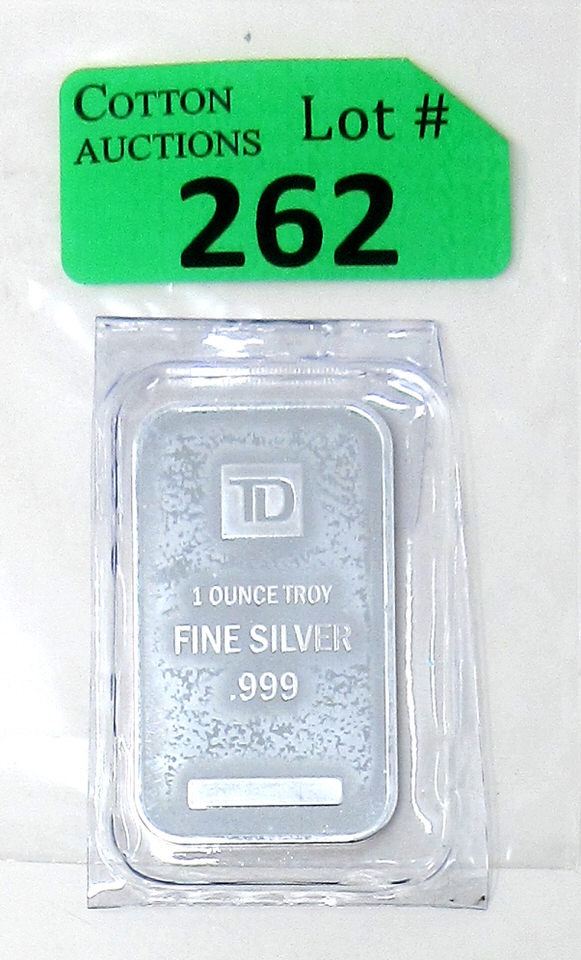 COTTON
AUCTIONS
Lot #
262
TD
1 OUNCE TROY
FINE SILVER
.999